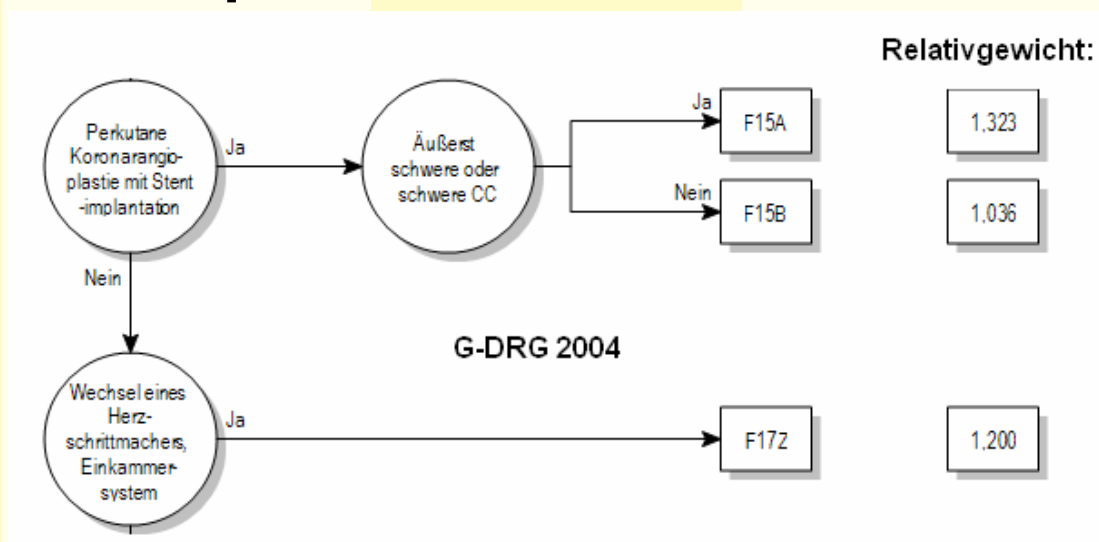 Relativgewicht:
Perkutane
Koronarangio-
plastie mit Stent
-implantation
Ja
Äußerst
schwere oder
schwere CC
Ja
F15A
1,323
Nein
F15B
1,036
Nein
G-DRG 2004
Wechsel eines
Herz-
schrittmachers,
Einkammer-
system
Ja
F17Z
1,200